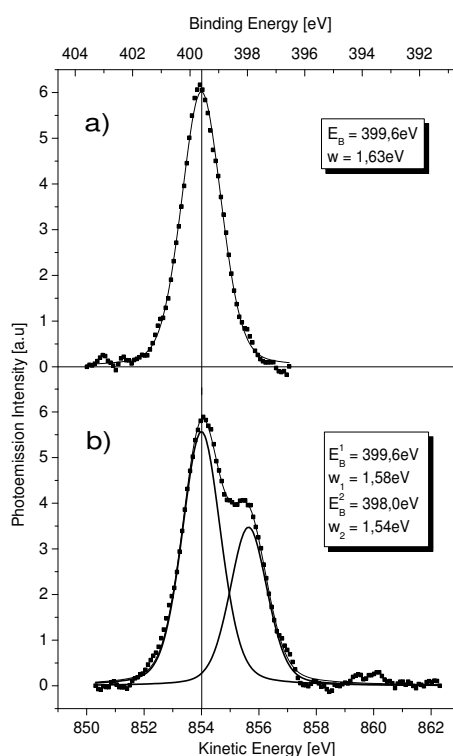 Binding Energy [eV]
404 402 400 398 396 394 392
6
5
4
3
2
1
0
a)
E_B = 399,6eV
w = 1,63eV
Photoemission Intensity [a.u]
6
5
4
3
2
1
0
b)
E_B^1 = 399,6eV
w_1 = 1,58eV
E_B^2 = 398,0eV
w_2 = 1,54eV
850 852 854 856 858 860 862
Kinetic Energy [eV]